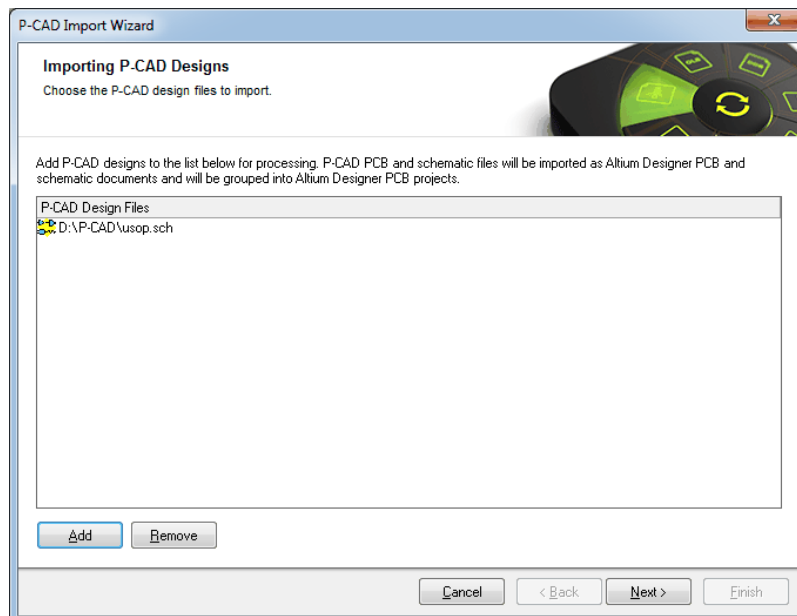 P-CAD Import Wizard
Importing P-CAD Designs
Choose the P-CAD design files to import.
Add P-CAD designs to the list below for processing. P-CAD PCB and schematic files will be imported as Altium Designer PCB and
schematic documents and will be grouped into Altium Designer PCB projects.
P-CAD Design Files
D:\P-CAD\usop.sch
Add
Remove
Cancel
< Back
Next >
Finish